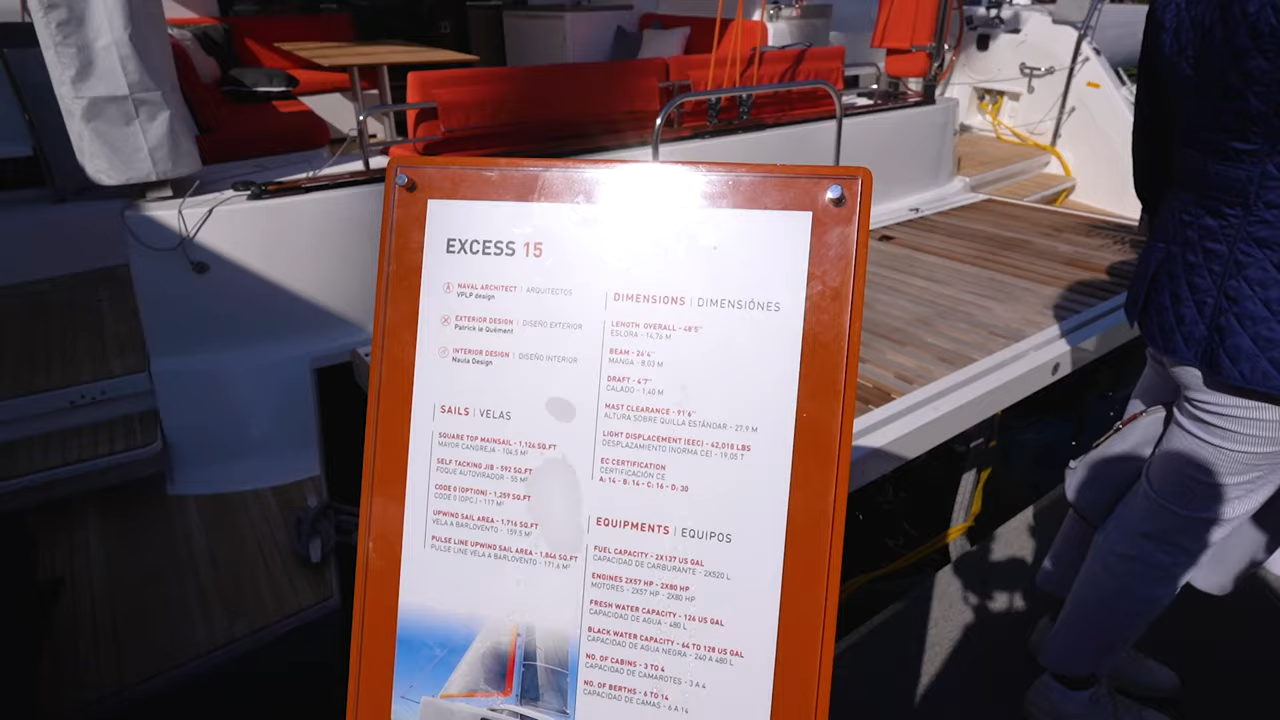 EXCESS 15
NAVAL ARCHITECT | ARQUITECTOS
VPLP design
EXTERIOR DESIGN | DISEÑO EXTERIOR
Patrick le Quément
INTERIOR DESIGN | DISEÑO INTERIOR
Nauta Design
SAILS | VELAS
SQUARE TOP MAINSAIL - 1,124 SQ.FT
MAYOR CANGREJA - 104.5 M²
SELF TACKING JIB - 592 SQ.FT
FOQUE AUTOVIRADOR - 55 M²
CODE 0 (OPTION) - 1,259 SQ.FT
CODE 0 (OPC.) - 117 M²
UPWIND SAIL AREA - 1,716 SQ.FT
VELA A BARLOVENTO - 159.5 M²
PULSE LINE UPWIND SAIL AREA - 1,846 SQ.FT
PULSE LINE VELA A BARLOVENTO - 171.6 M²
DIMENSIONS | DIMENSIÓNES
LENGTH OVERALL - 48'5''
ESLORA - 14,76 M
BEAM - 26'4''
MANGA - 8,03 M
DRAFT - 4'7''
CALADO - 1,40 M
MAST CLEARANCE - 91'6''
ALTURA SOBRE QUILLA ESTÁNDAR - 27,9 M
LIGHT DISPLACEMENT (EEC) - 42,018 LBS
DESPLAZAMIENTO (NORMA CE) - 19,05 T
EC CERTIFICATION
CERTIFICACIÓN CE
A: 14 - B: 14 - C: 16 - D: 30
EQUIPMENTS | EQUIPOS
FUEL CAPACITY - 2X137 US GAL
CAPACIDAD DE CARBURANTE - 2X520 L
ENGINES 2X57 HP - 2X80 HP
MOTORES - 2X57 HP - 2X80 HP
FRESH WATER CAPACITY - 126 US GAL
CAPACIDAD DE AGUA - 480 L
BLACK WATER CAPACITY - 64 TO 128 US GAL
CAPACIDAD DE AGUA NEGRA - 240 A 480 L
NO. OF CABINS - 3 TO 4
CAPACIDAD DE CAMAROTES - 3 A 4
NO. OF BERTHS - 6 TO 14
CAPACIDAD DE CAMAS - 6 A 14